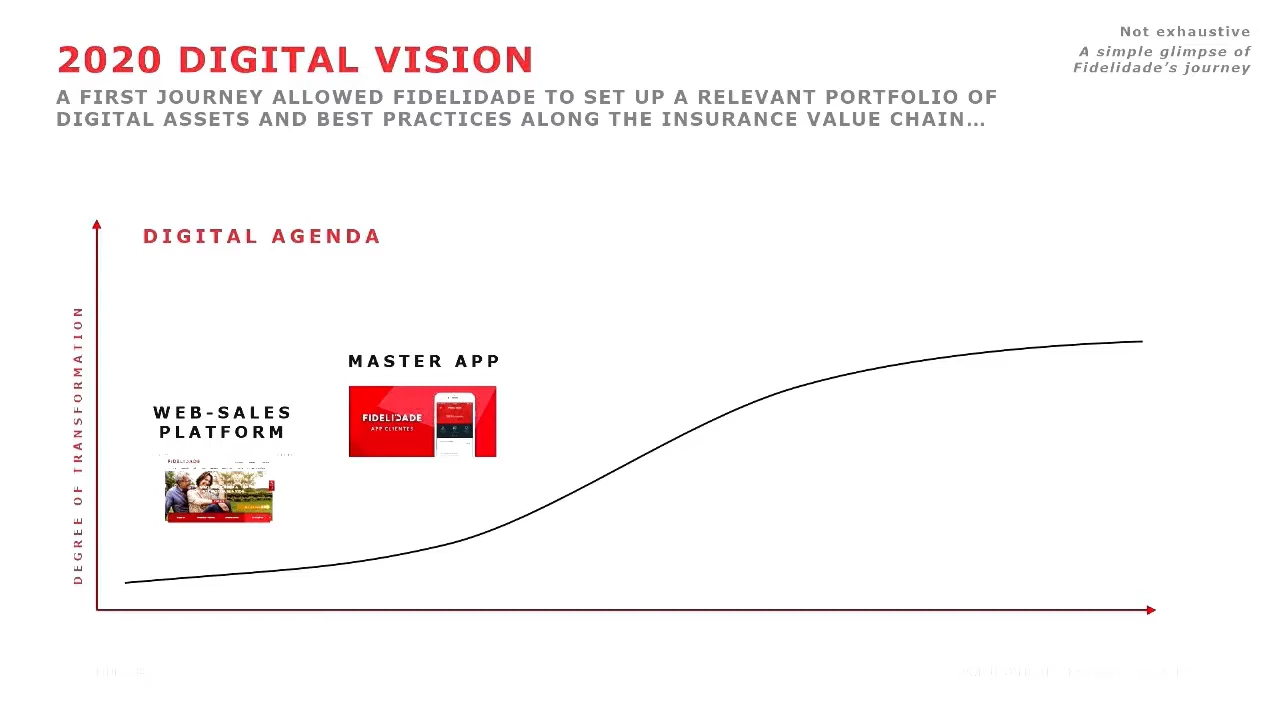 Not exhaustive
A simple glimpse of
Fidelidade's journey
2020 DIGITAL VISION
A FIRST JOURNEY ALLOWED FIDELIDADE TO SET UP A RELEVANT PORTFOLIO OF
DIGITAL ASSETS AND BEST PRACTICES ALONG THE INSURANCE VALUE CHAIN…
DIGITAL AGENDA
DEGREE OF TRANSFORMATION
MASTER APP
FIDELIDADE
APP CLIENTES
WEB-SALES
PLATFORM
FIDELIDADE